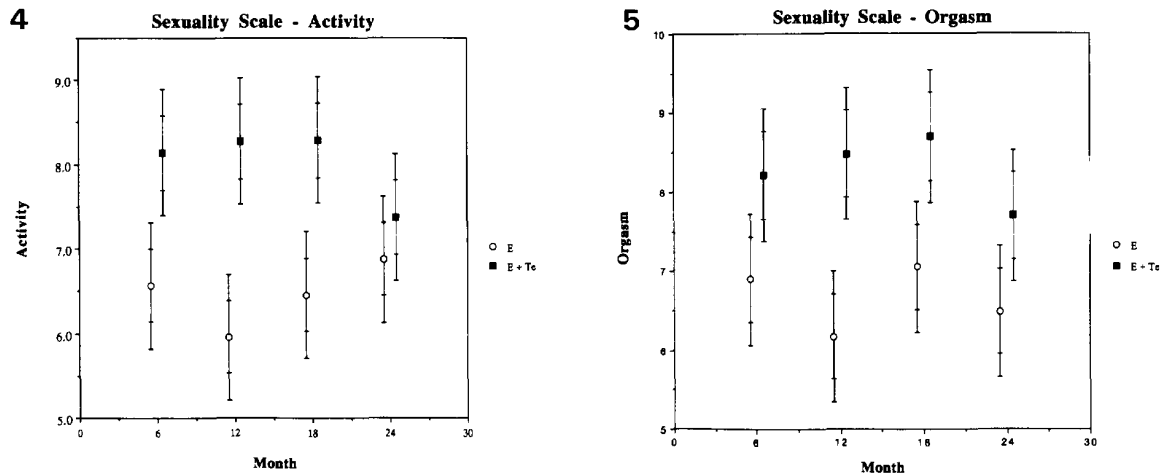 4
Sexuality Scale - Activity
9.0
8.0
7.0
6.0
5.0
Activity
0 6 12 18 24 30
Month
E
E + Te
5
Sexuality Scale - Orgasm
10
9
8
7
6
5
Orgasm
0 6 12 18 24 30
Month
E
E + Te